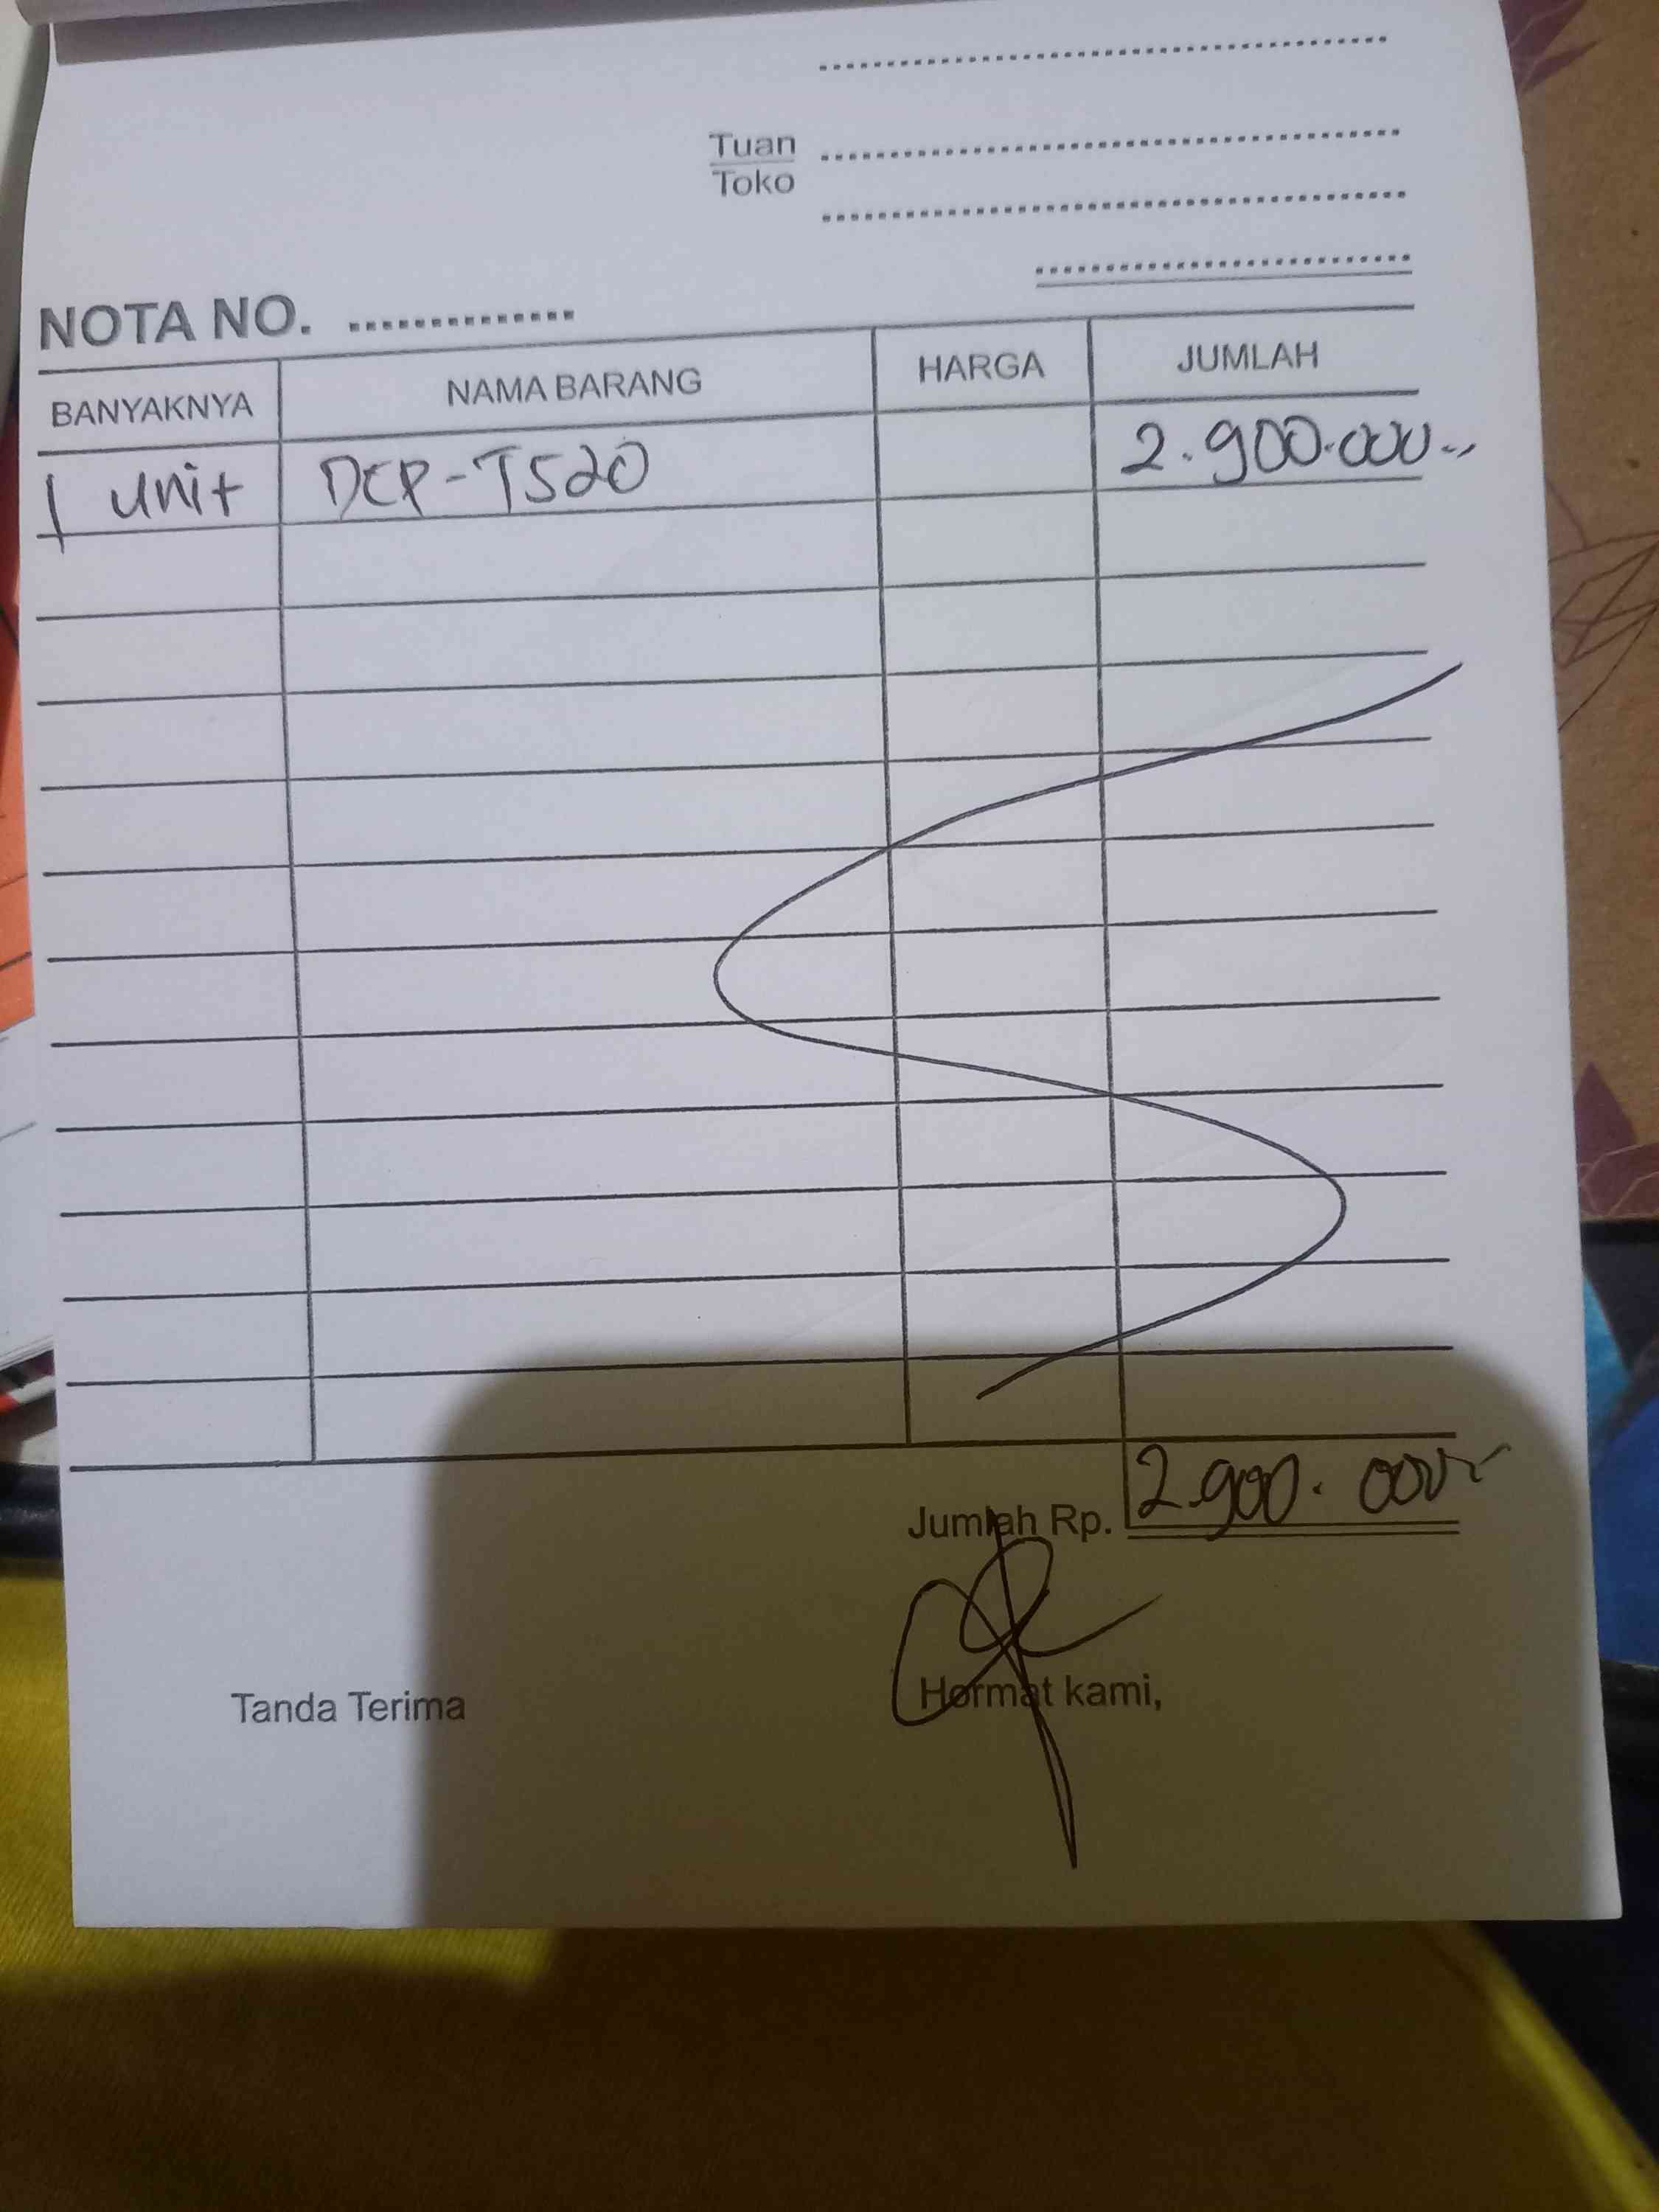 Tuan
Toko
NOTA NO. ..............
BANYAKNYA NAMA BARANG HARGA JUMLAH
1 unit DCP-T520 2.900.000,-
Jumlah Rp. 2.900.000,-
Tanda Terima Hormat kami,